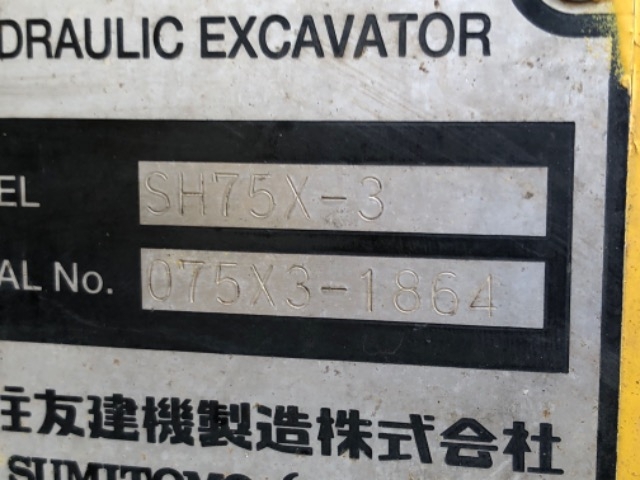 DRAULIC EXCAVATOR
EL SH75X-3
AL No. 075X3-1864
住友建機製造株式会社
SUMITOMO